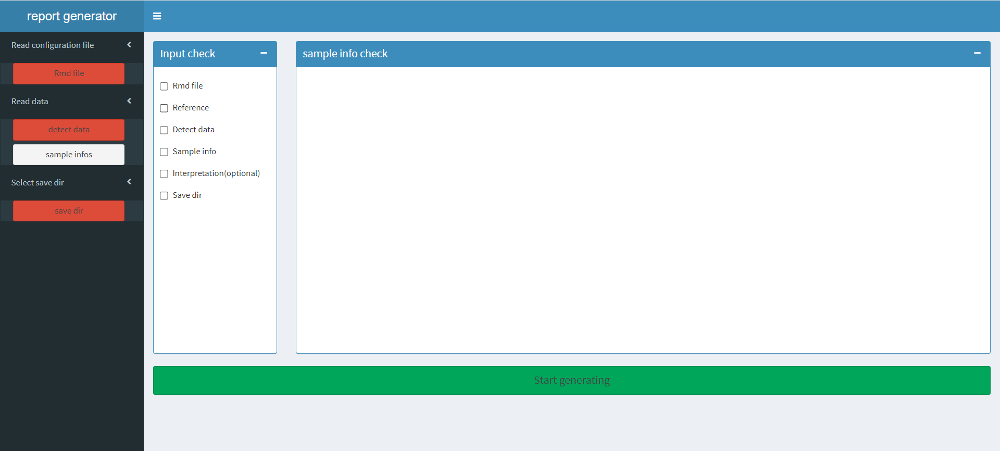 report generator
Read configuration file
Rmd file
Read data
detect data
sample infos
Select save dir
save dir
Input check
Rmd file
Reference
Detect data
Sample info
Interpretation(optional)
Save dir
sample info check
Start generating